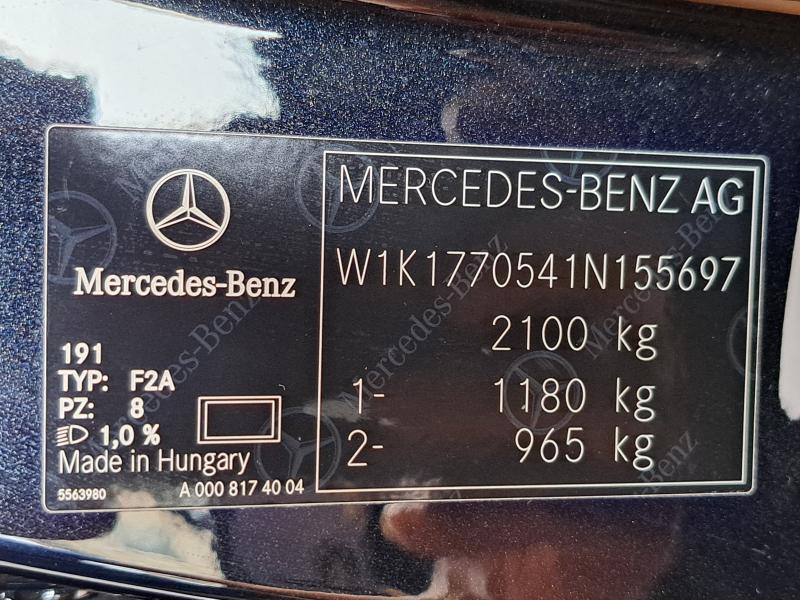 Mercedes-Benz
191
TYP: F2A
PZ: 8
1,0 %
Made in Hungary
5563980 A 000 817 40 04
MERCEDES-BENZ AG
W1K1770541N155697
2100 kg
1- 1180 kg
2- 965 kg